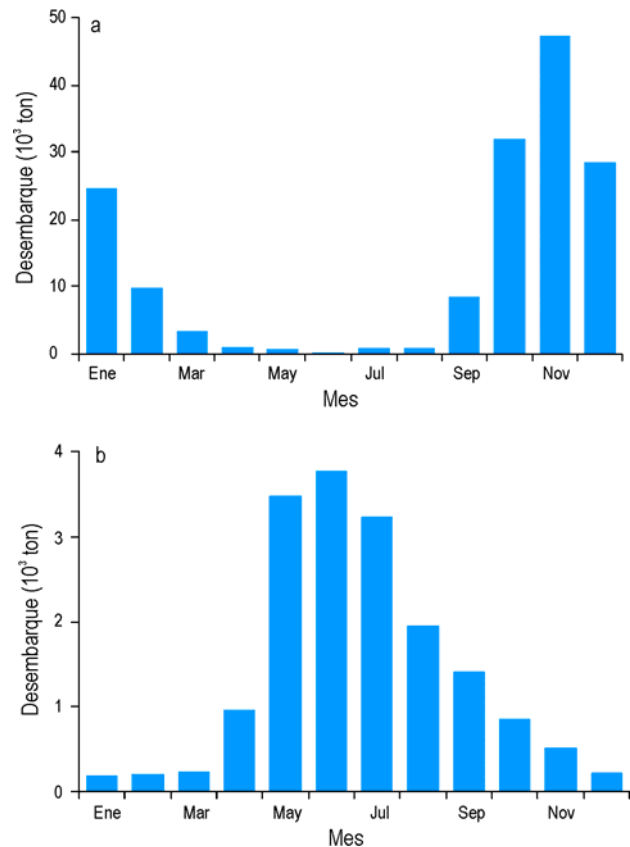 a
Desembarque (10³ ton)
50
40
30
20
10
0
Ene Mar May Jul Sep Nov
Mes
b
Desembarque (10³ ton)
4
3
2
1
0
Ene Mar May Jul Sep Nov
Mes